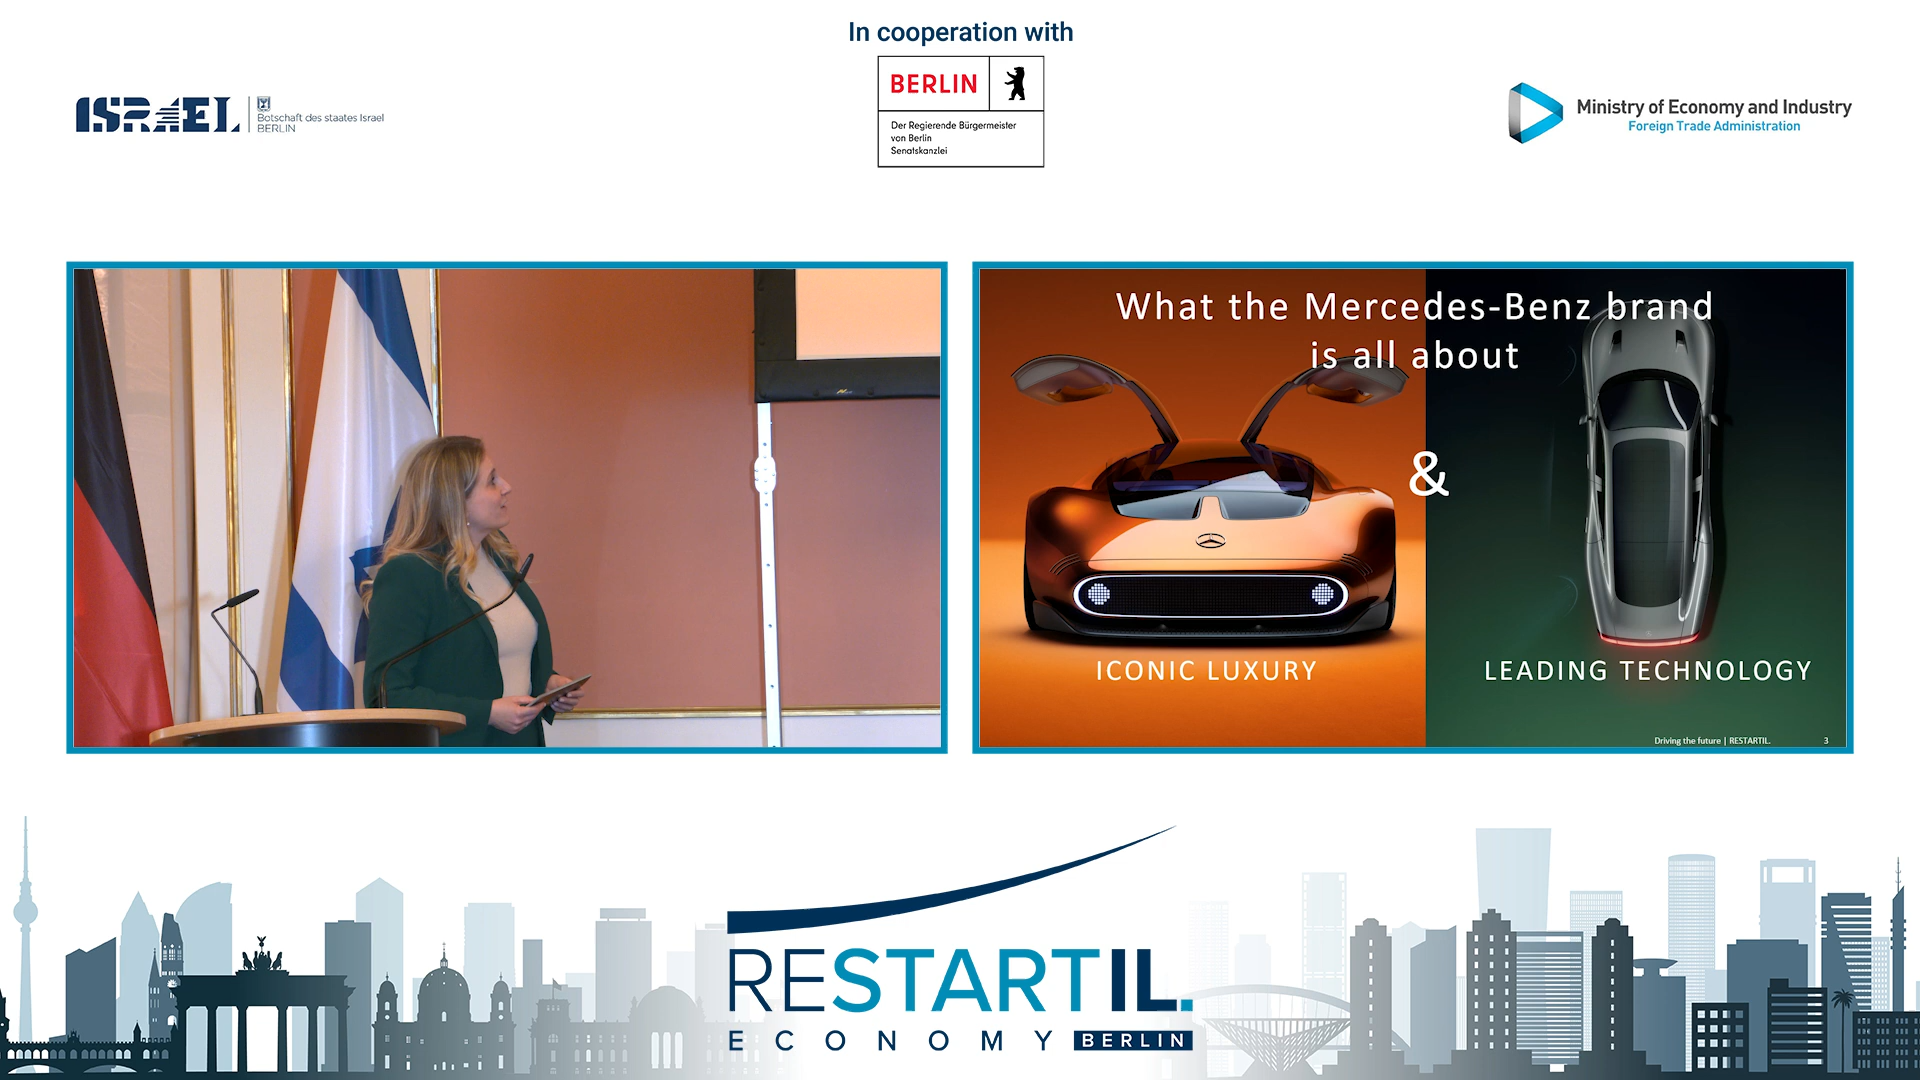 In cooperation with
BERLIN
Der Regierende Bürgermeister
von Berlin
Senatskanzlei
ISRAEL
Botschaft des staates Israel
BERLIN
Ministry of Economy and Industry
Foreign Trade Administration
What the Mercedes-Benz brand
is all about
&
ICONIC LUXURY
LEADING TECHNOLOGY
Driving the future | RESTARTIL.
3
RESTARTIL.
ECONOMY BERLIN